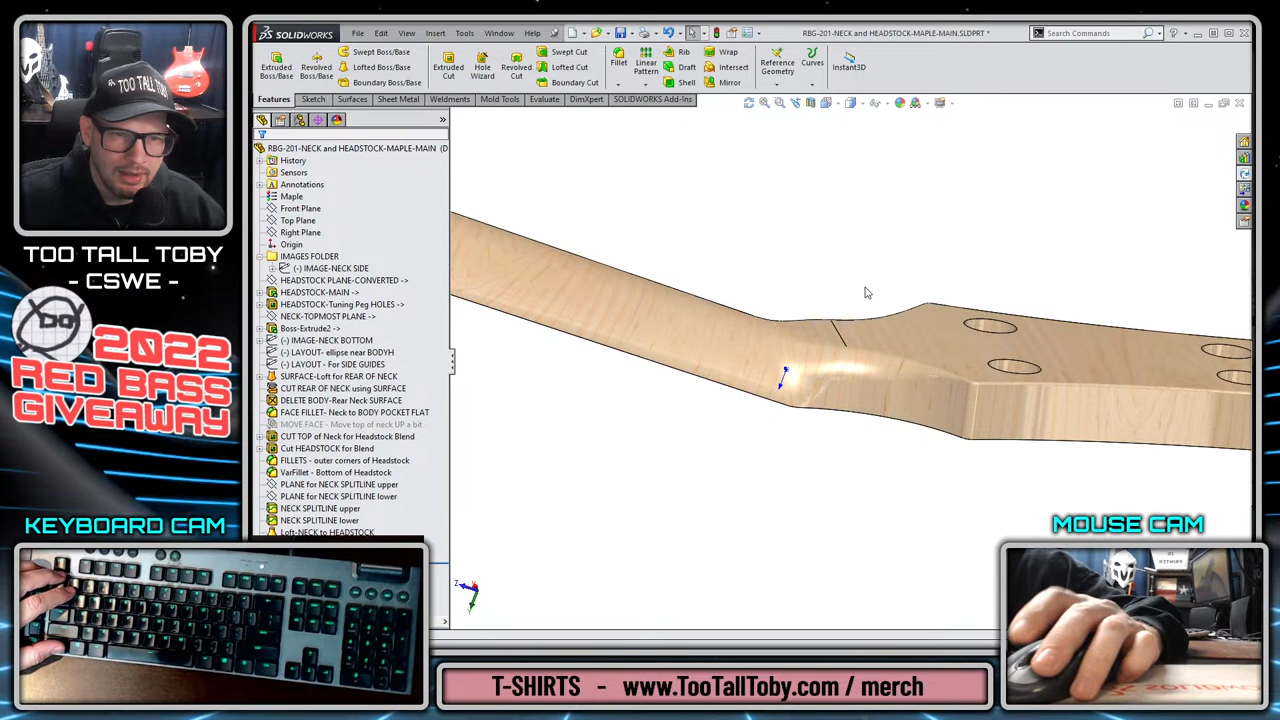 TOO TALL TOBY
TOO TALL TOBY
- CSWE -
2022
RED BASS
GIVEAWAY
KEYBOARD CAM
MOUSE CAM
T-SHIRTS - www.TooTallToby.com / merch
SOLIDWORKS
File Edit View Insert Tools Window Help
RBG-201-NECK and HEADSTOCK-MAPLE-MAIN.SLDPRT *
Search Commands
Extruded Boss/Base
Revolved Boss/Base
Swept Boss/Base
Lofted Boss/Base
Boundary Boss/Base
Extruded Cut
Hole Wizard
Revolved Cut
Swept Cut
Lofted Cut
Boundary Cut
Fillet
Linear Pattern
Rib
Draft
Shell
Wrap
Intersect
Mirror
Reference Geometry
Curves
Instant3D
Features Sketch Surfaces Sheet Metal Weldments Mold Tools Evaluate DimXpert SOLIDWORKS Add-Ins
RBG-201-NECK and HEADSTOCK-MAPLE-MAIN (D
History
Sensors
Annotations
Maple
Front Plane
Top Plane
Right Plane
Origin
IMAGES FOLDER
(-) IMAGE-NECK SIDE
HEADSTOCK PLANE-CONVERTED ->
HEADSTOCK-MAIN ->
HEADSTOCK-Tuning Peg HOLES ->
NECK-TOPMOST PLANE ->
Boss-Extrude2 ->
(-) IMAGE-NECK BOTTOM
(-) LAYOUT- ellipse near BODYH
(-) LAYOUT - For SIDE GUIDES
SURFACE-Loft for REAR OF NECK
CUT REAR OF NECK using SURFACE
DELETE BODY-Rear Neck SURFACE
FACE FILLET- Neck to BODY POCKET FLAT
MOVE FACE - Move top of neck UP a bit
CUT TOP of Neck for Headstock Blend
Cut HEADSTOCK for Blend
FILLETS - outer corners of Headstock
VarFillet - Bottom of Headstock
PLANE for NECK SPLITLINE upper
PLANE for NECK SPLITLINE lower
NECK SPLITLINE upper
NECK SPLITLINE lower
Loft-NECK to HEADSTOCK
Z